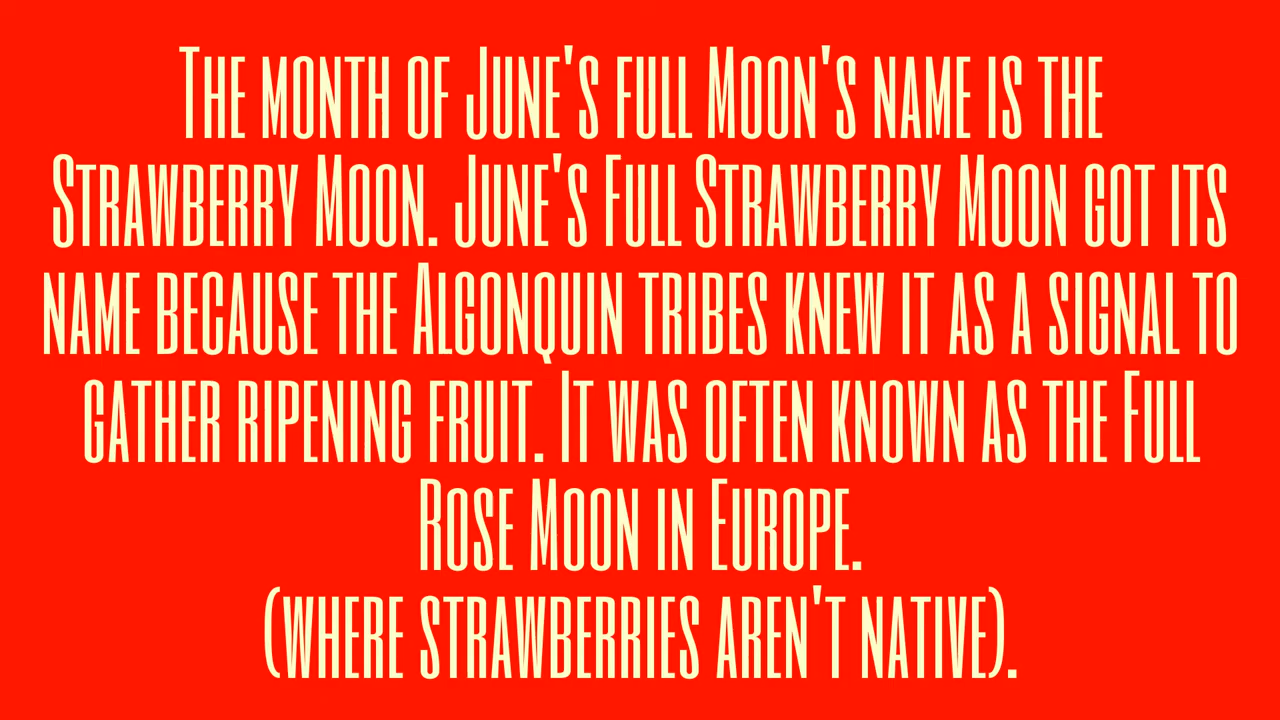 The month of June's full Moon's name is the
Strawberry Moon. June's Full Strawberry Moon got its
name because the Algonquin tribes knew it as a signal to
gather ripening fruit. It was often known as the Full
Rose Moon in Europe.
(where strawberries aren't native).